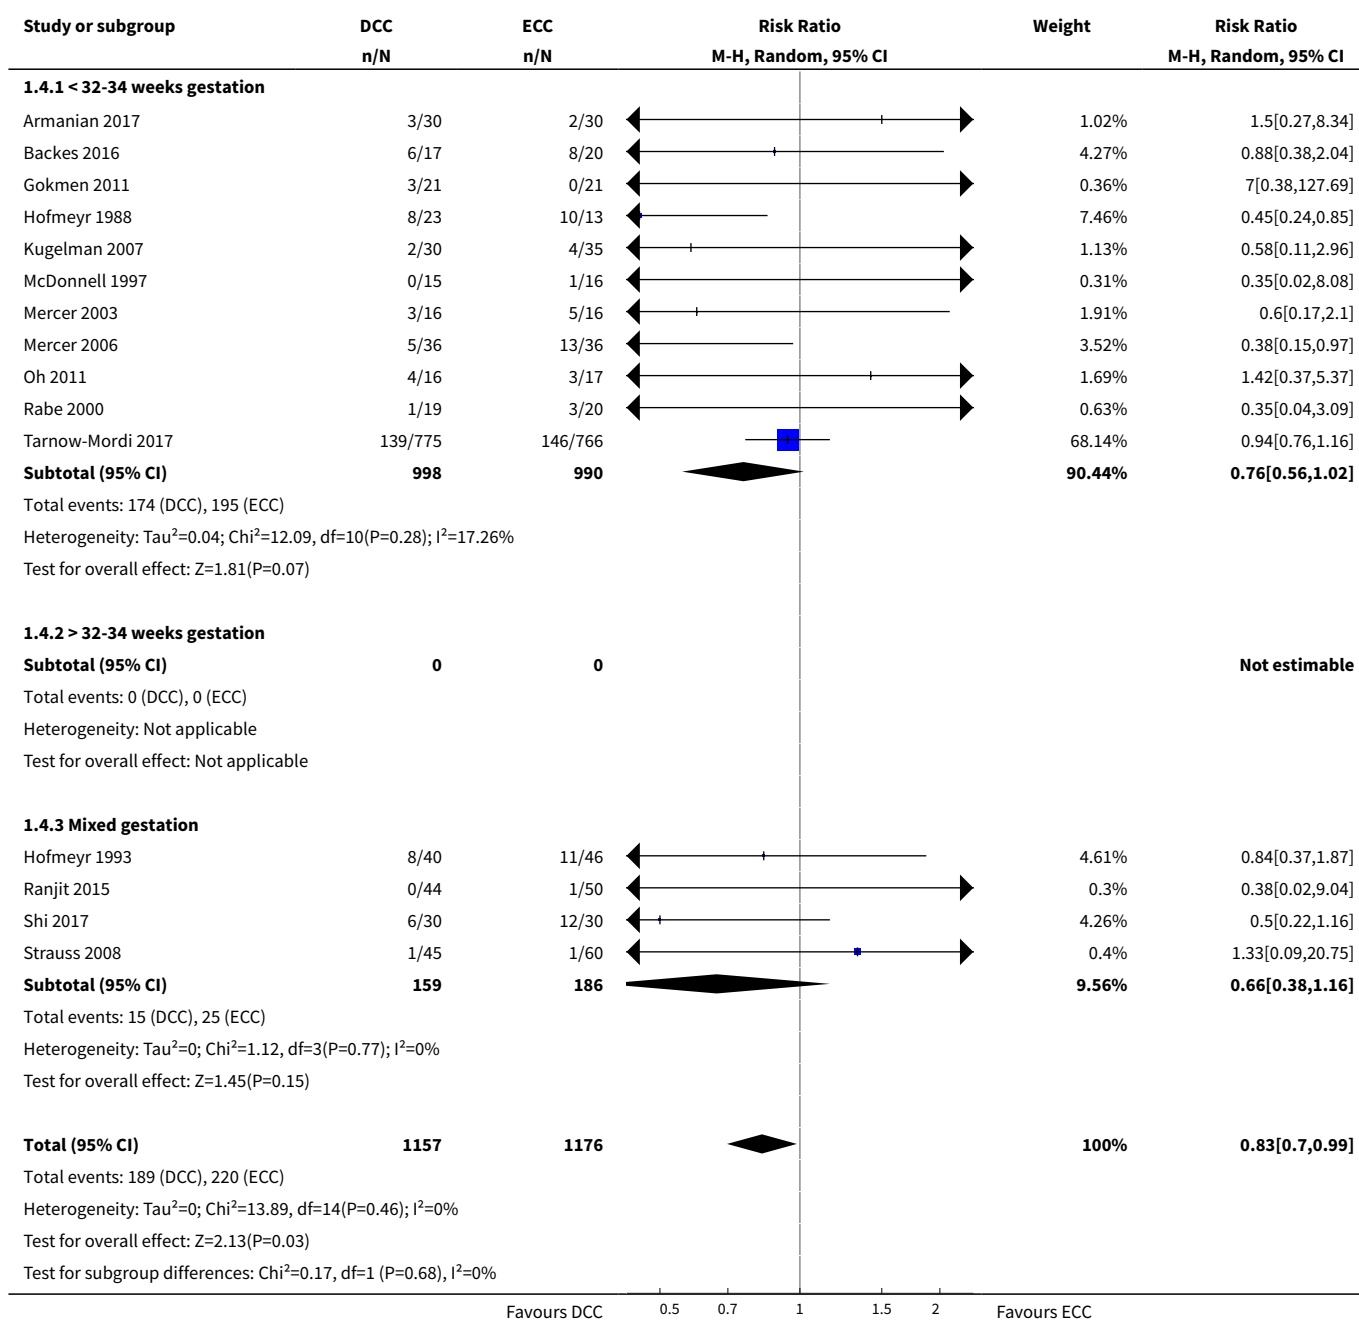 Study or subgroup DCC ECC Risk Ratio Weight Risk Ratio
n/N n/N M-H, Random, 95% CI M-H, Random, 95% CI
1.4.1 < 32-34 weeks gestation
Armanian 2017 3/30 2/30 1.02% 1.5[0.27,8.34]
Backes 2016 6/17 8/20 4.27% 0.88[0.38,2.04]
Gokmen 2011 3/21 0/21 0.36% 7[0.38,127.69]
Hofmeyr 1988 8/23 10/13 7.46% 0.45[0.24,0.85]
Kugelman 2007 2/30 4/35 1.13% 0.58[0.11,2.96]
McDonnell 1997 0/15 1/16 0.31% 0.35[0.02,8.08]
Mercer 2003 3/16 5/16 1.91% 0.6[0.17,2.1]
Mercer 2006 5/36 13/36 3.52% 0.38[0.15,0.97]
Oh 2011 4/16 3/17 1.69% 1.42[0.37,5.37]
Rabe 2000 1/19 3/20 0.63% 0.35[0.04,3.09]
Tarnow-Mordi 2017 139/775 146/766 68.14% 0.94[0.76,1.16]
Subtotal (95% CI) 998 990 90.44% 0.76[0.56,1.02]
Total events: 174 (DCC), 195 (ECC)
Heterogeneity: Tau²=0.04; Chi²=12.09, df=10(P=0.28); I²=17.26%
Test for overall effect: Z=1.81(P=0.07)
1.4.2 > 32-34 weeks gestation
Subtotal (95% CI) 0 0 Not estimable
Total events: 0 (DCC), 0 (ECC)
Heterogeneity: Not applicable
Test for overall effect: Not applicable
1.4.3 Mixed gestation
Hofmeyr 1993 8/40 11/46 4.61% 0.84[0.37,1.87]
Ranjit 2015 0/44 1/50 0.3% 0.38[0.02,9.04]
Shi 2017 6/30 12/30 4.26% 0.5[0.22,1.16]
Strauss 2008 1/45 1/60 0.4% 1.33[0.09,20.75]
Subtotal (95% CI) 159 186 9.56% 0.66[0.38,1.16]
Total events: 15 (DCC), 25 (ECC)
Heterogeneity: Tau²=0; Chi²=1.12, df=3(P=0.77); I²=0%
Test for overall effect: Z=1.45(P=0.15)
Total (95% CI) 1157 1176 100% 0.83[0.7,0.99]
Total events: 189 (DCC), 220 (ECC)
Heterogeneity: Tau²=0; Chi²=13.89, df=14(P=0.46); I²=0%
Test for overall effect: Z=2.13(P=0.03)
Test for subgroup differences: Chi²=0.17, df=1 (P=0.68), I²=0%
Favours DCC 0.5 0.7 1 1.5 2 Favours ECC